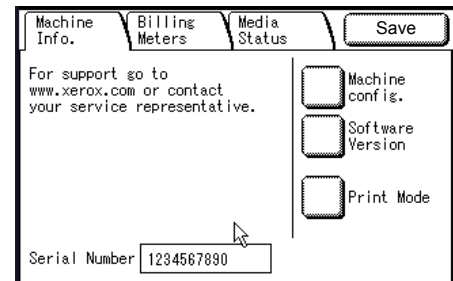 Machine Info.
Billing Meters
Media Status
Save
For support go to
www.xerox.com or contact
your service representative.
Machine config.
Software Version
Print Mode
Serial Number 1234567890